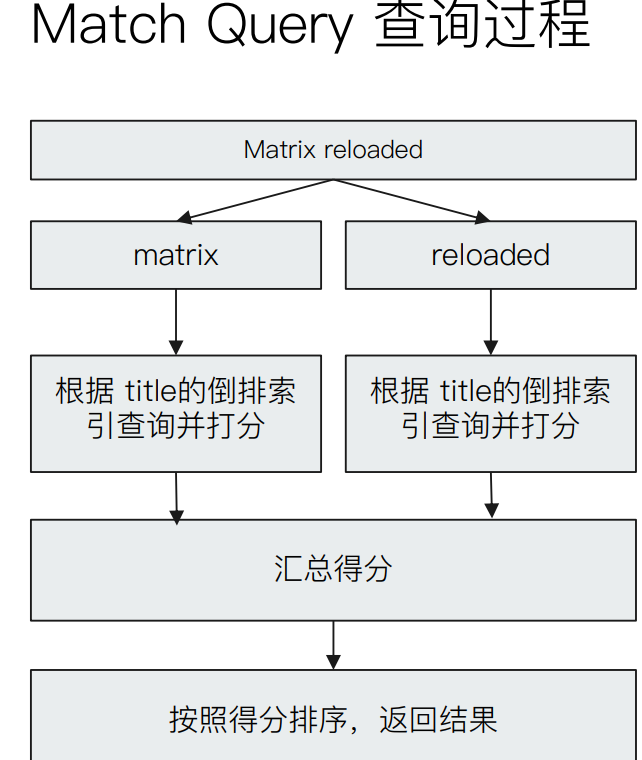 Match Query 查询过程
Matrix reloaded
matrix
reloaded
根据 title的倒排索
引查询并打分
根据 title的倒排索
引查询并打分
汇总得分
按照得分排序，返回结果